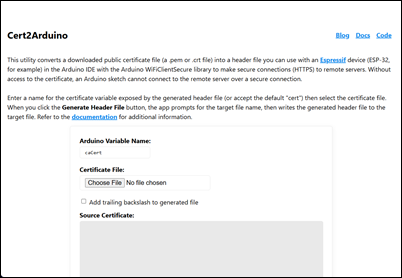 Cert2Arduino
Blog Docs Code
This utility converts a downloaded public certificate file (a .pem or .crt file) into a header file you can use with an Espressif device (ESP-32,
for example) in the Arduino IDE with the Arduino WiFiClientSecure library to make secure connections (HTTPS) to remote servers. Without
access to the certificate, an Arduino sketch cannot connect to the remote server over a secure connection.
Enter a name for the certificate variable exposed by the generated header file (or accept the default "cert") then select the certificate file.
When you click the Generate Header File button, the app prompts for the target file name, then writes the generated header file to the
target file. Refer to the documentation for additional information.
Arduino Variable Name:
caCert
Certificate File:
Choose File No file chosen
Add trailing backslash to generated file
Source Certificate: